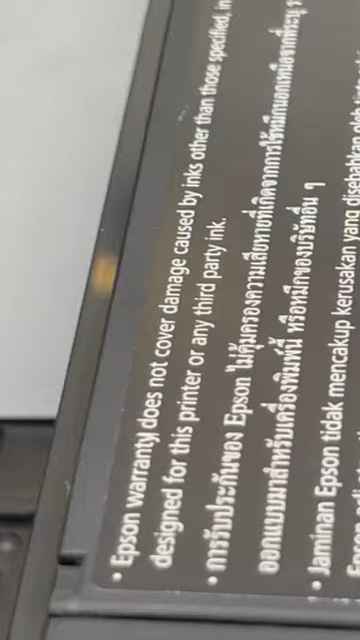 • Epson warranty does not cover damage caused by inks other than those specified, in
designed for this printer or any third party ink.
• การรับประกันของ Epson ไม่คุ้มครองความเสียหายที่เกิดจากการใช้หมึกนอกเหนือจากที่ระบุ
ออกแบบมาสำหรับเครื่องพิมพ์นี้ หรือหมึกของบริษัทอื่น ๆ
• Jaminan Epson tidak mencakup kerusakan yang disebabkan oleh
Epson